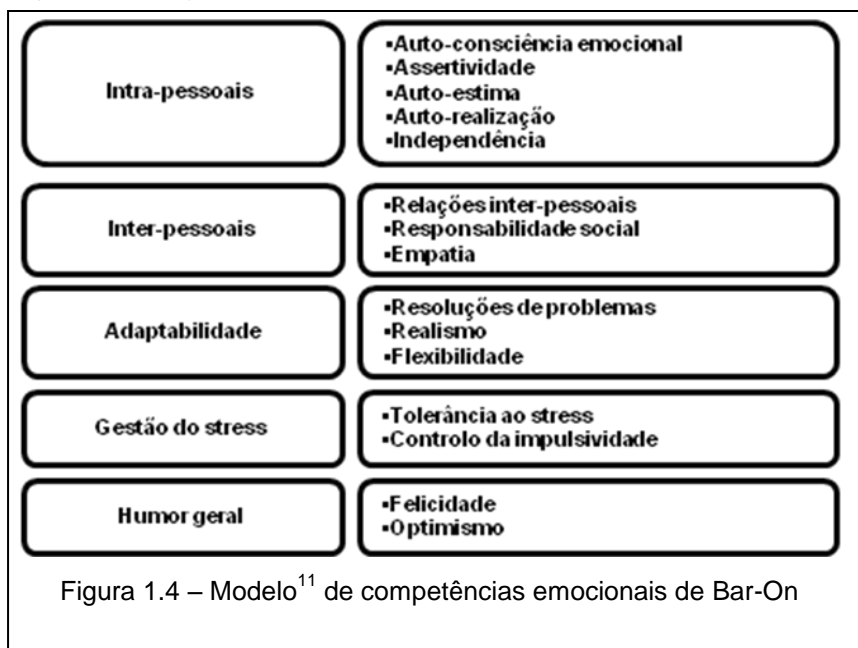 Intra-pessoais
▪Auto-consciência emocional
▪Assertividade
▪Auto-estima
▪Auto-realização
▪Independência
Inter-pessoais
▪Relações inter-pessoais
▪Responsabilidade social
▪Empatia
Adaptabilidade
▪Resoluções de problemas
▪Realismo
▪Flexibilidade
Gestão do stress
▪Tolerância ao stress
▪Controlo da impulsividade
Humor geral
▪Felicidade
▪Optimismo
Figura 1.4 – Modelo¹¹ de competências emocionais de Bar-On